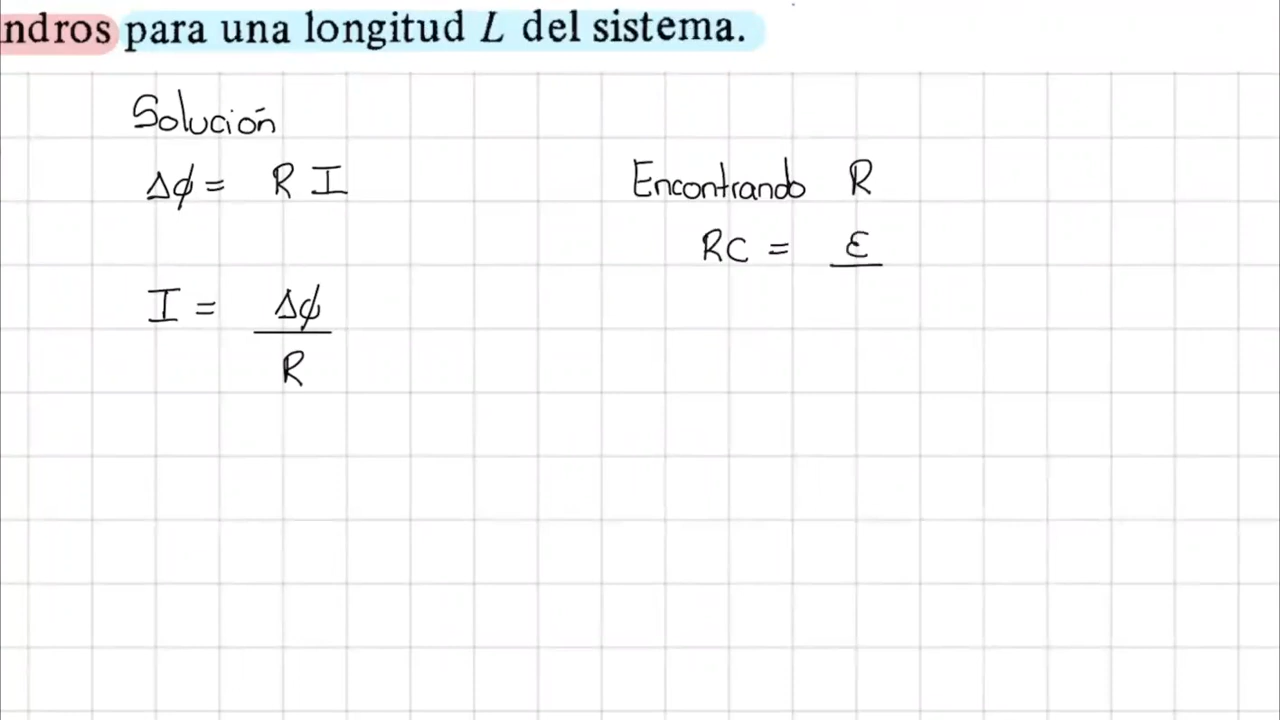 ndros para una longitud L del sistema.
Solución
Δϕ = R I
I = Δϕ / R
Encontrando R
RC = ε